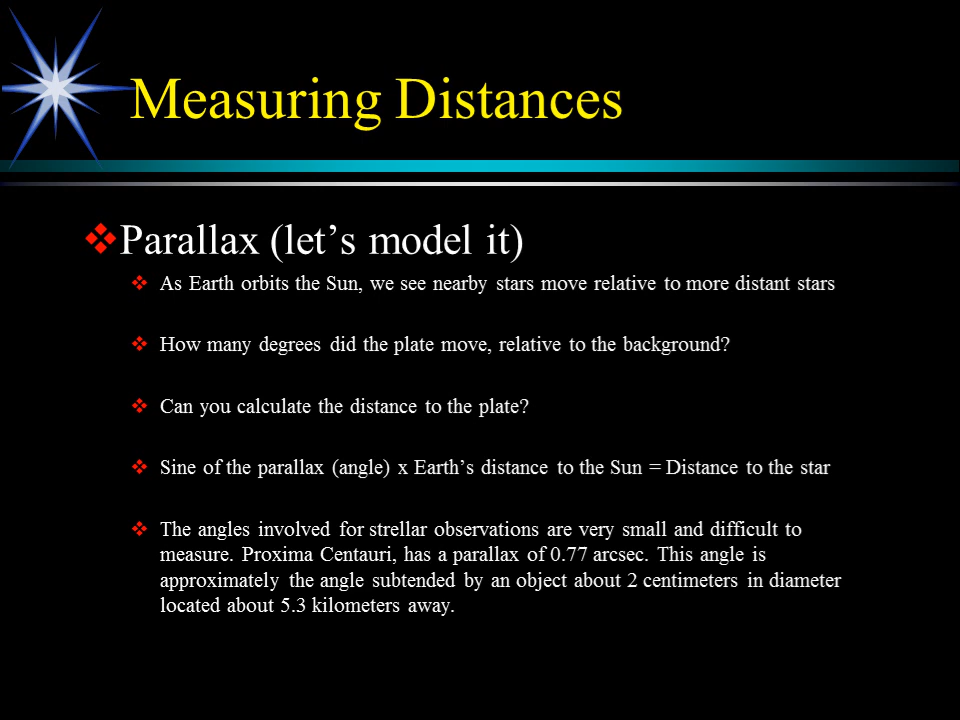 Measuring Distances
Parallax (let’s model it)
As Earth orbits the Sun, we see nearby stars move relative to more distant stars
How many degrees did the plate move, relative to the background?
Can you calculate the distance to the plate?
Sine of the parallax (angle) x Earth’s distance to the Sun = Distance to the star
The angles involved for strellar observations are very small and difficult to
measure. Proxima Centauri, has a parallax of 0.77 arcsec. This angle is
approximately the angle subtended by an object about 2 centimeters in diameter
located about 5.3 kilometers away.